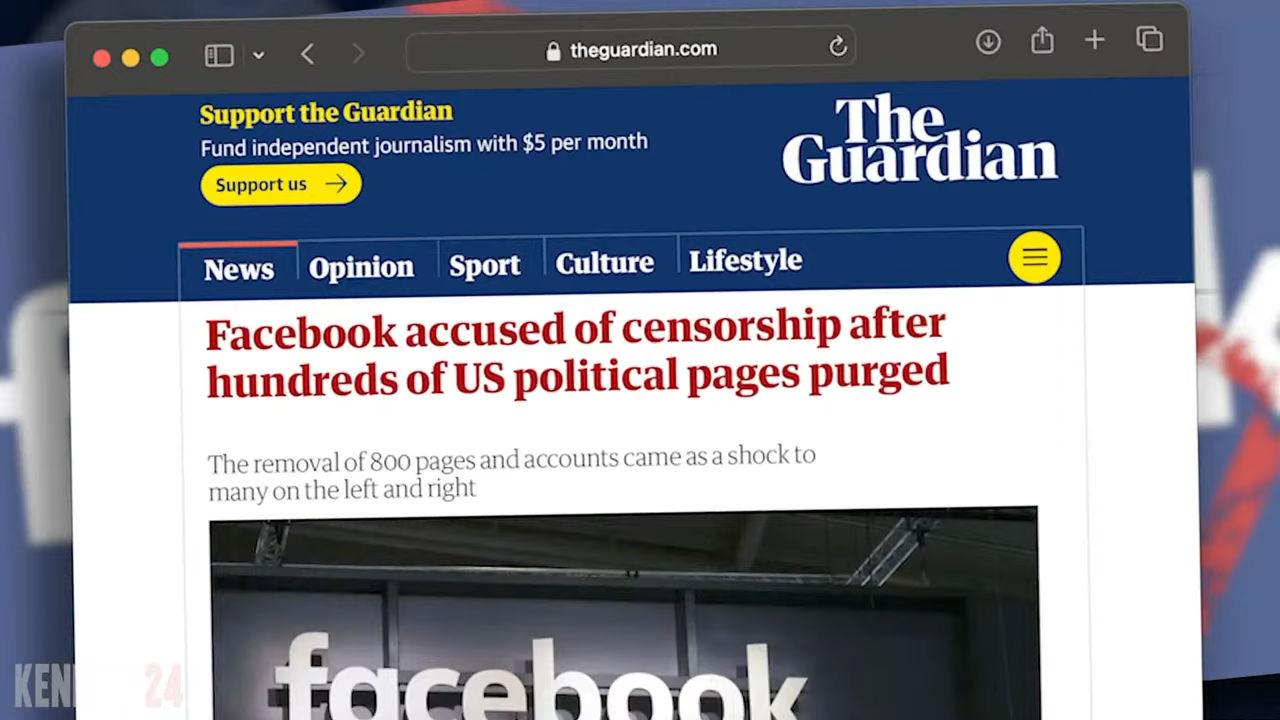 theguardian.com
Support the Guardian
Fund independent journalism with $5 per month
Support us
The
Guardian
News Opinion Sport Culture Lifestyle
Facebook accused of censorship after
hundreds of US political pages purged
The removal of 800 pages and accounts came as a shock to
many on the left and right
facebook
24